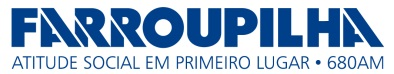 FARROUPILHA
ATITUDE SOCIAL EM PRIMEIRO LUGAR • 680AM